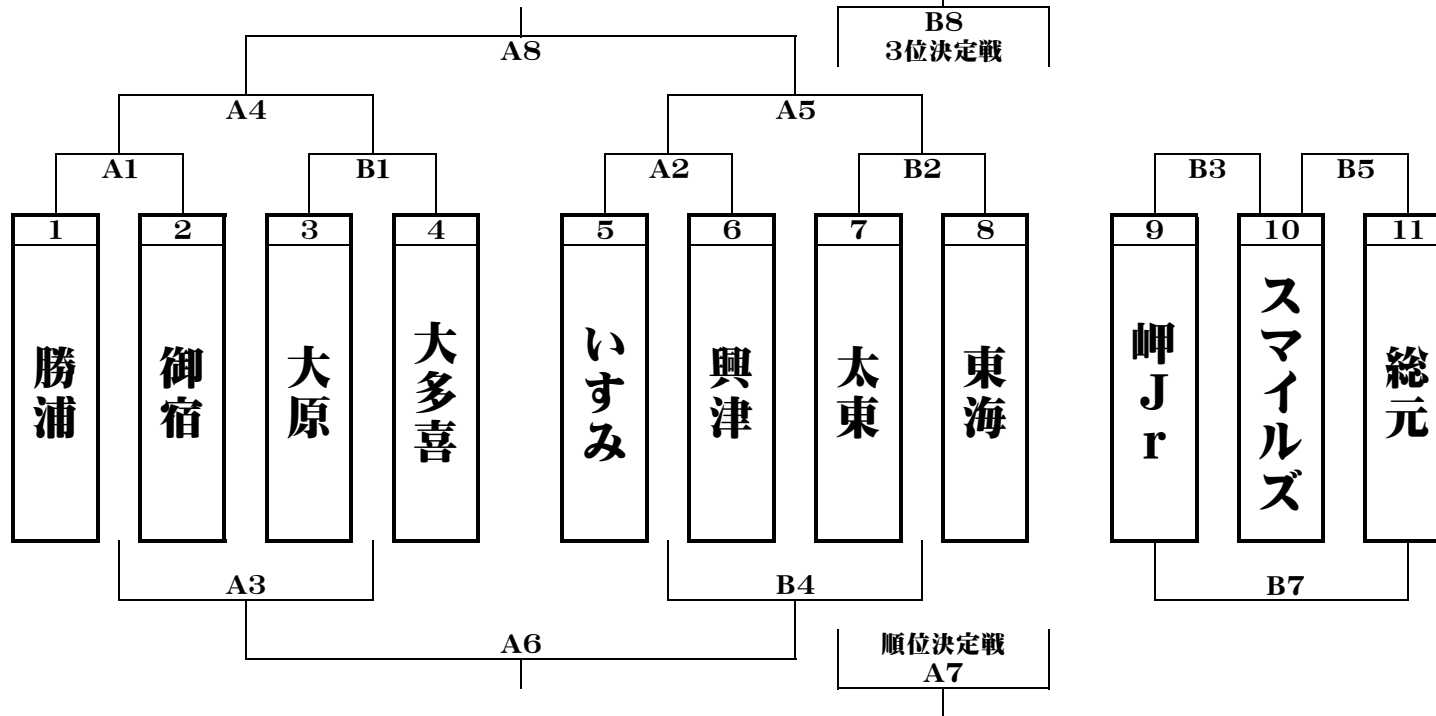 B8
3位決定戦
A8
A4
A5
A1
B1
A2
B2
B3
B5
1
2
3
4
5
6
7
8
9
10
11
勝浦
御宿
大原
大多喜
いすみ
興津
太東
東海
岬Jr
スマイルズ
総元
A3
B4
B7
A6
順位決定戦
A7